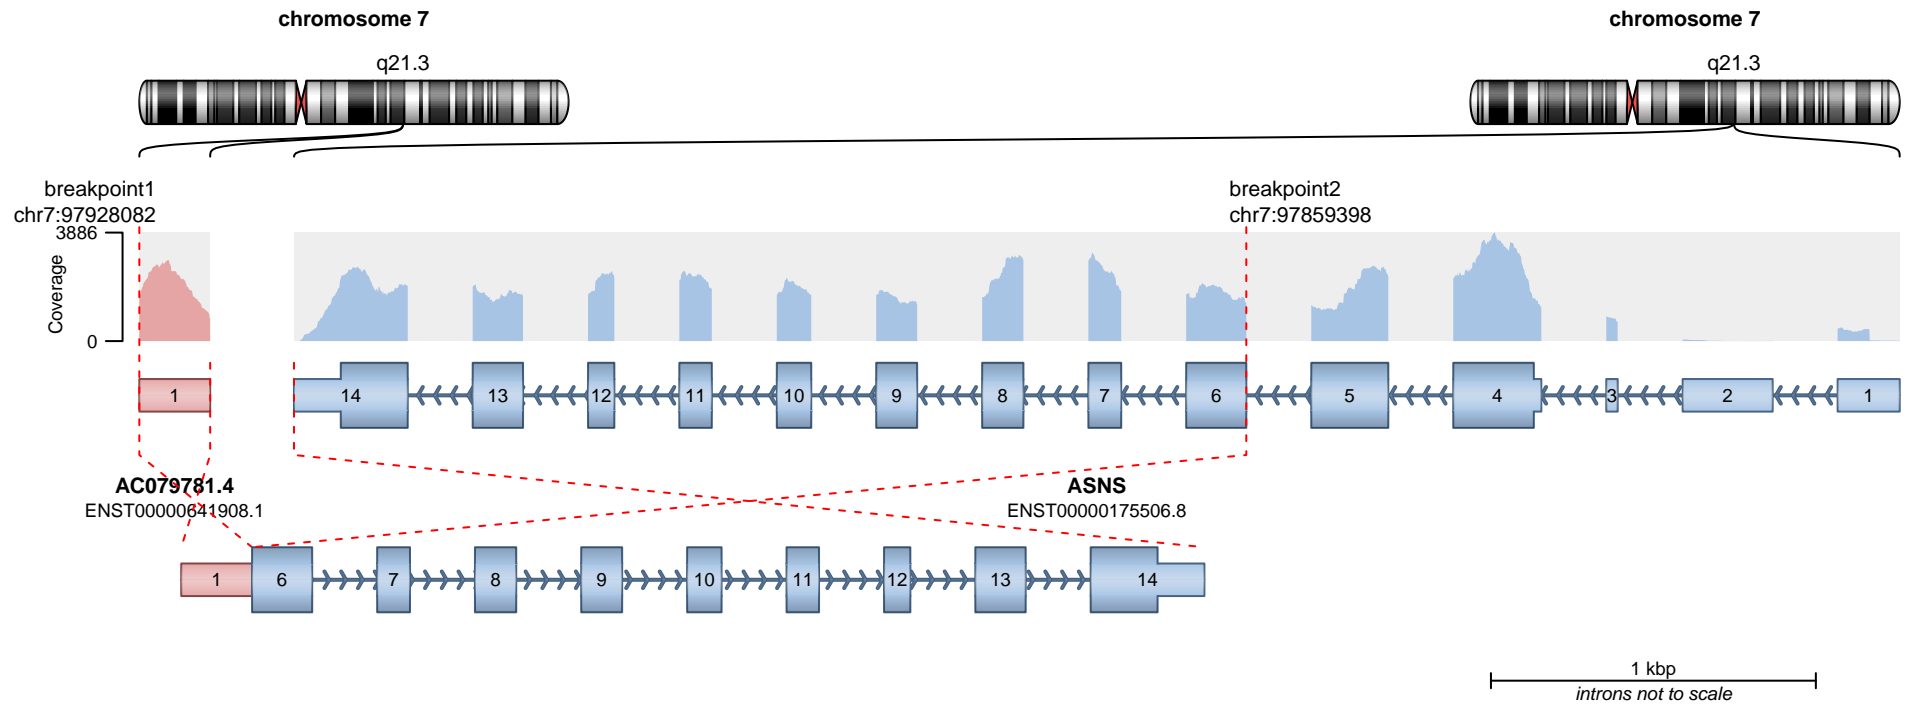 chromosome 7
chromosome 7
q21.3
q21.3
breakpoint1
chr7:97928082
breakpoint2
chr7:97859398
3886
Coverage
0
1
14
13
12
11
10
9
8
7
6
5
4
3
2
1
AC079781.4
ENST00000641908.1
ASNS
ENST00000175506.8
1
6
7
8
9
10
11
12
13
14
1 kbp
introns not to scale